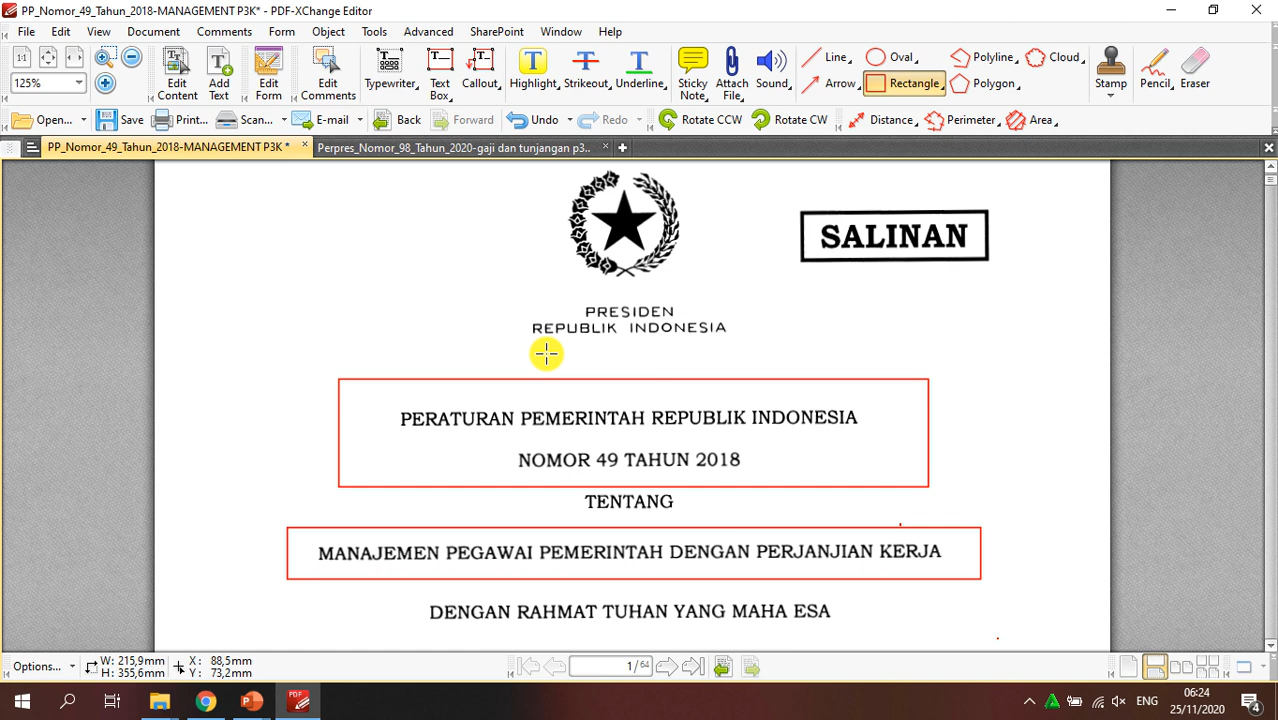 PP_Nomor_49_Tahun_2018-MANAGEMENT P3K* - PDF-XChange Editor
File Edit View Document Comments Form Object Tools Advanced SharePoint Window Help
1:1
125%
Edit Content
Add Text
Edit Form
Edit Comments
Typewriter
Text Box
Callout
Highlight
Strikeout
Underline
Sticky Note
Attach File
Sound
Line
Arrow
Oval
Rectangle
Polyline
Polygon
Cloud
Stamp
Pencil
Eraser
Open... Save Print... Scan... E-mail Back Forward Undo Redo Rotate CCW Rotate CW Distance Perimeter Area
PP_Nomor_49_Tahun_2018-MANAGEMENT P3K * Perpres_Nomor_98_Tahun_2020-gaji dan tunjangan p3..
SALINAN
PRESIDEN
REPUBLIK INDONESIA
PERATURAN PEMERINTAH REPUBLIK INDONESIA
NOMOR 49 TAHUN 2018
TENTANG
MANAJEMEN PEGAWAI PEMERINTAH DENGAN PERJANJIAN KERJA
DENGAN RAHMAT TUHAN YANG MAHA ESA
Options...
W: 215,9mm
H: 355,6mm
X: 88,5mm
Y: 73,2mm
1/64
PDF
ENG
06:24
25/11/2020
4